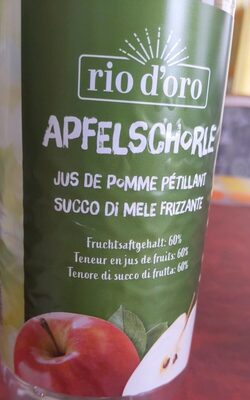 rio d'oro
APFELSCHORLE
JUS DE POMME PÉTILLANT
SUCCO Di MELE FRIZZANTE
Fruchtsaftgehalt: 60%
Teneur en jus de fruits: 60%
Tenore di succo di frutta: 60%